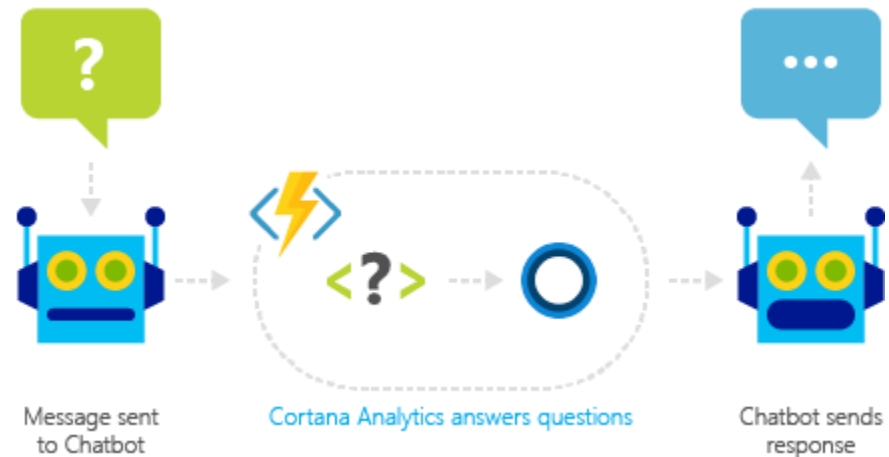 ?
<?>
Message sent
to Chatbot
Cortana Analytics answers questions
Chatbot sends
response